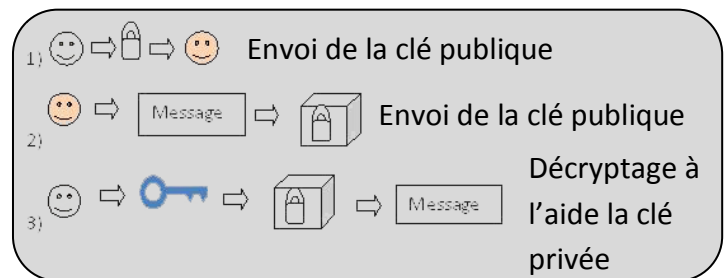 1) Envoi de la clé publique
2) Message Envoi de la clé publique
3) Message Décryptage à
l’aide la clé
privée